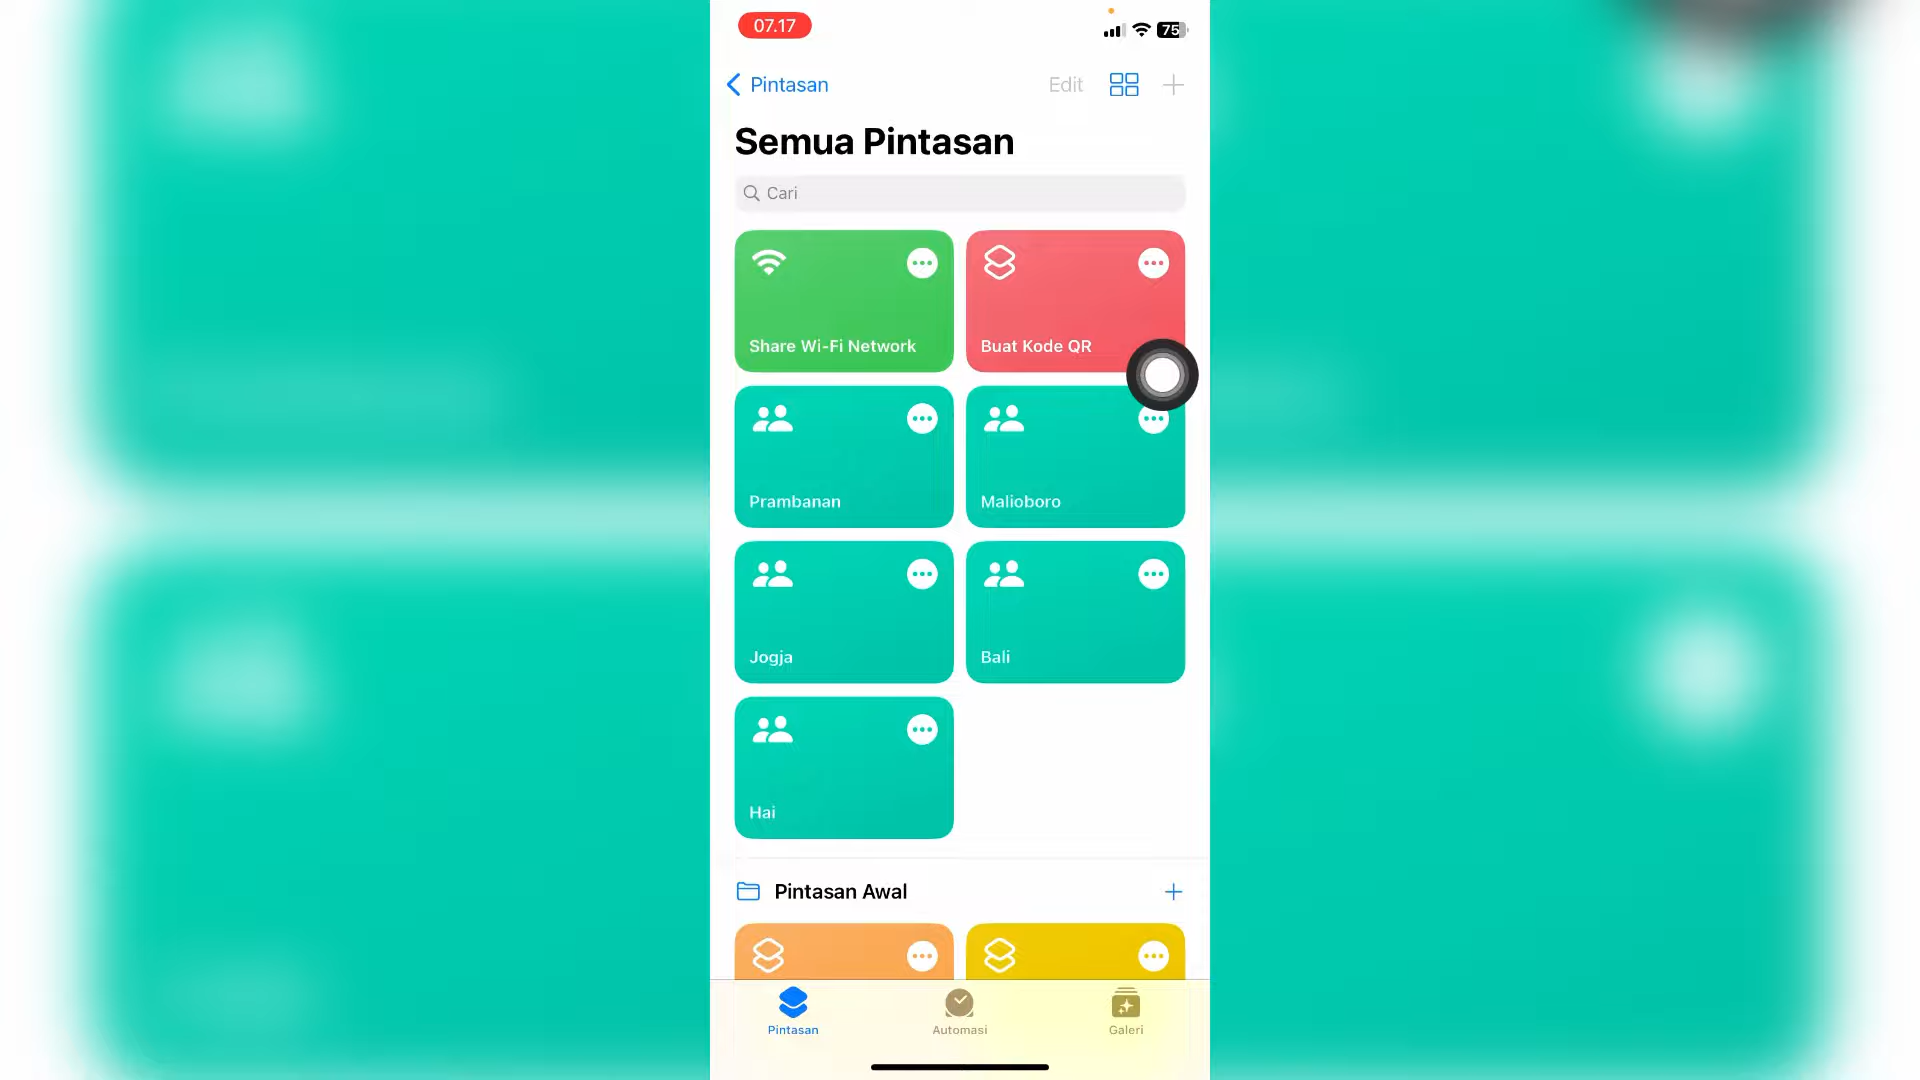 07.17
75
Pintasan
Edit
Semua Pintasan
Cari
Share Wi-Fi Network
Buat Kode QR
Prambanan
Malioboro
Jogja
Bali
Hai
Pintasan Awal
Pintasan
Automasi
Galeri